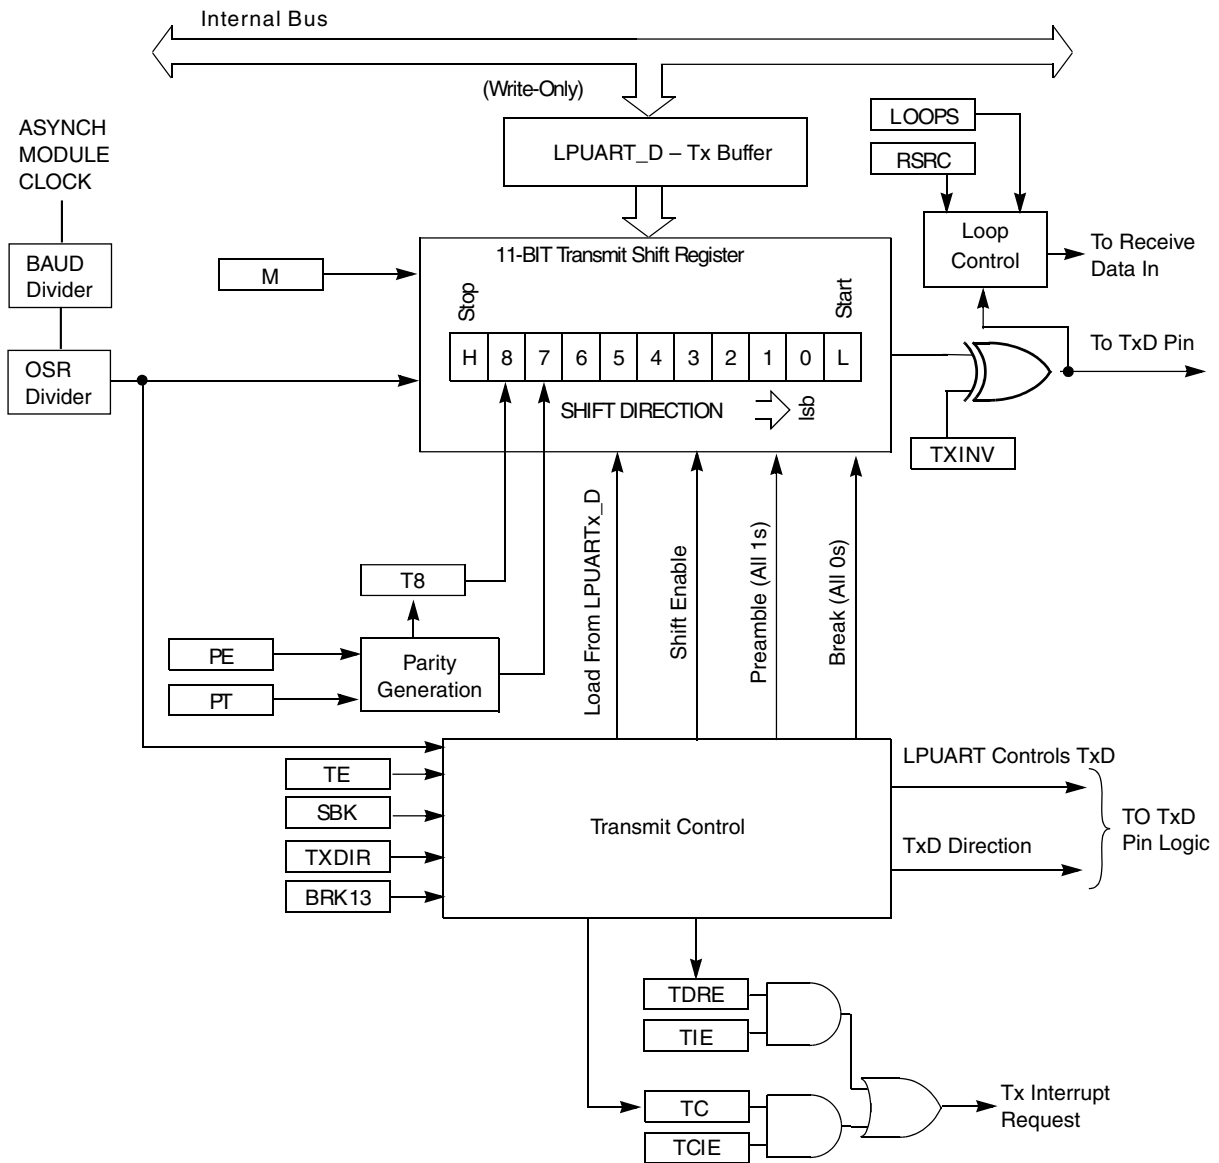 Internal Bus
(Write-Only)
LPUART_D – Tx Buffer
LOOPS
RSRC
Loop
Control
To Receive
Data In
ASYNCH
MODULE
CLOCK
BAUD
Divider
OSR
Divider
M
11-BIT Transmit Shift Register
Stop
Start
H 8 7 6 5 4 3 2 1 0 L
SHIFT DIRECTION
lsb
To TxD Pin
TXINV
T8
PE
PT
Parity
Generation
Load From LPUARTx_D
Shift Enable
Preamble (All 1s)
Break (All 0s)
TE
SBK
TXDIR
BRK13
Transmit Control
LPUART Controls TxD
TxD Direction
TO TxD
Pin Logic
TDRE
TIE
TC
TCIE
Tx Interrupt
Request